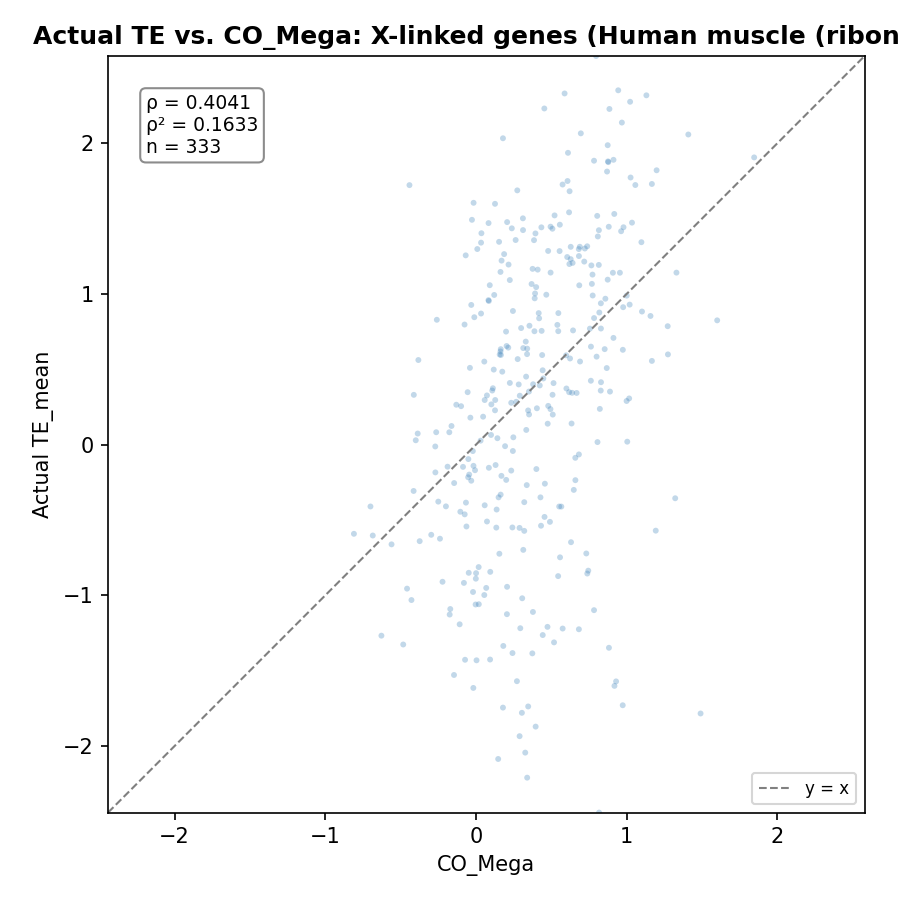 Actual TE vs. CO_Mega: X-linked genes (Human muscle (ribon
ρ = 0.4041
ρ² = 0.1633
n = 333
Actual TE_mean
2
1
0
−1
−2
−2
−1
0
1
2
CO_Mega
y = x